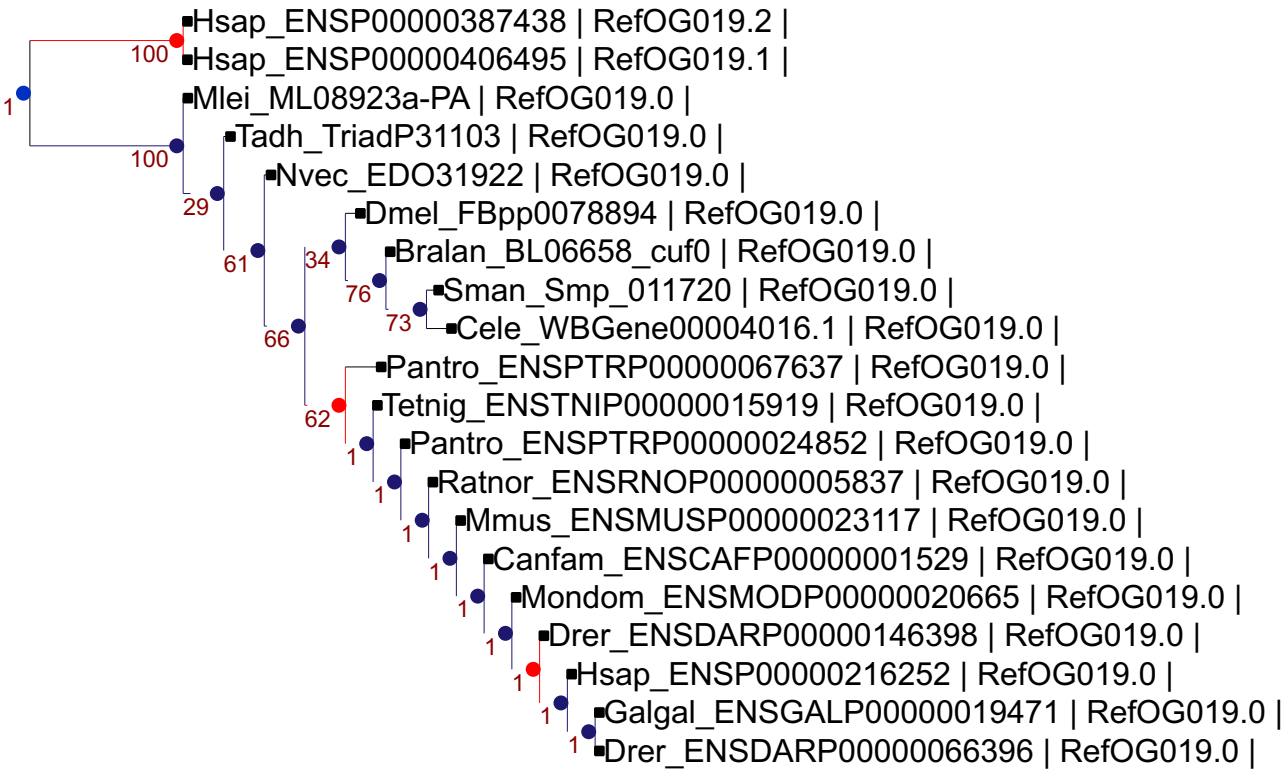 Hsap_ENSP00000387438 | RefOG019.2 |
100
Hsap_ENSP00000406495 | RefOG019.1 |
1
Mlei_ML08923a-PA | RefOG019.0 |
Tadh_TriadP31103 | RefOG019.0 |
100
Nvec_EDO31922 | RefOG019.0 |
29
Dmel_FBpp0078894 | RefOG019.0 |
Bralan_BL06658_cuf0 | RefOG019.0 |
34
61
Sman_Smp_011720 | RefOG019.0 |
76
73
Cele_WBGene00004016.1 | RefOG019.0 |
66
Pantro_ENSPTRP00000067637 | RefOG019.0 |
Tetnig_ENSTNIP00000015919 | RefOG019.0 |
62
Pantro_ENSPTRP00000024852 | RefOG019.0 |
1
Ratnor_ENSRNOP00000005837 | RefOG019.0 |
1
Mmus_ENSMUSP00000023117 | RefOG019.0 |
1
Canfam_ENSCAFP00000001529 | RefOG019.0 |
1
Mondom_ENSMODP00000020665 | RefOG019.0 |
1
Drer_ENSDARP00000146398 | RefOG019.0 |
1
Hsap_ENSP00000216252 | RefOG019.0 |
1
Galgal_ENSGALP00000019471 | RefOG019.0 |
1
Drer_ENSDARP00000066396 | RefOG019.0 |
1